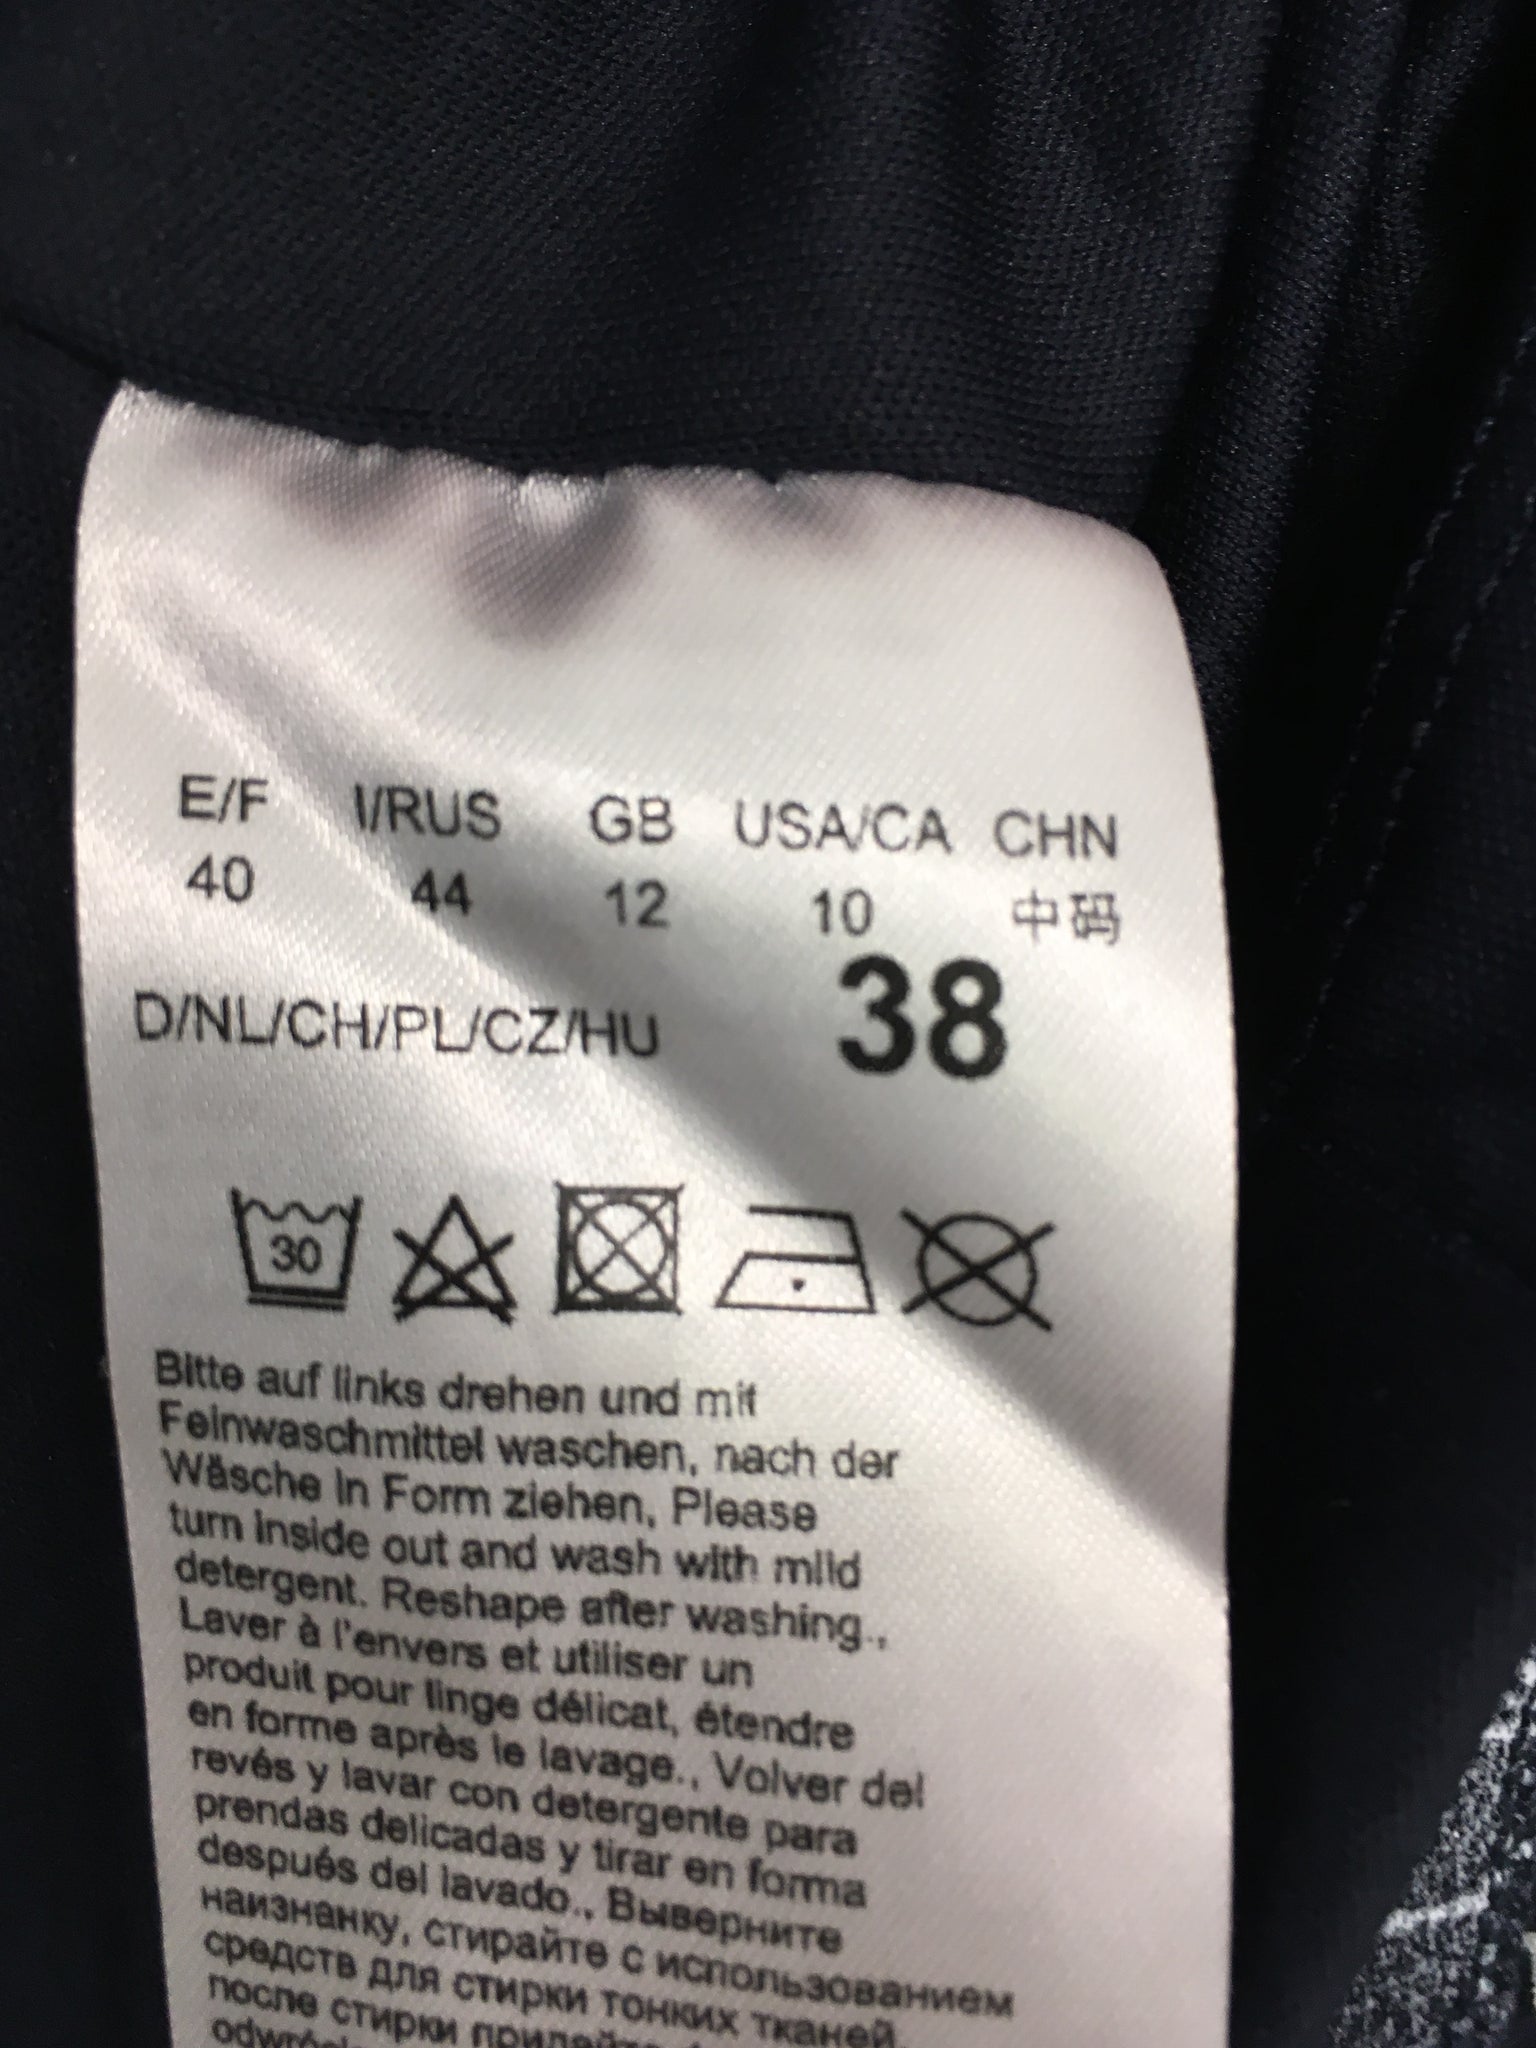 E/F I/RUS GB USA/CA CHN
40 44 12 10 中码
D/NL/CH/PL/CZ/HU 38
30
Bitte auf links drehen und mit
Feinwaschmittel waschen, nach der
Wäsche in Form ziehen, Please
turn inside out and wash with mild
detergent. Reshape after washing.,
Laver à l'envers et utiliser un
produit pour linge délicat, étendre
en forme après le lavage., Volver del
revés y lavar con detergente para
prendas delicadas y tirar en forma
después del lavado., Выверните
наизнанку, стирайте с использованием
средств для стирки тонких тканей,
после стирки